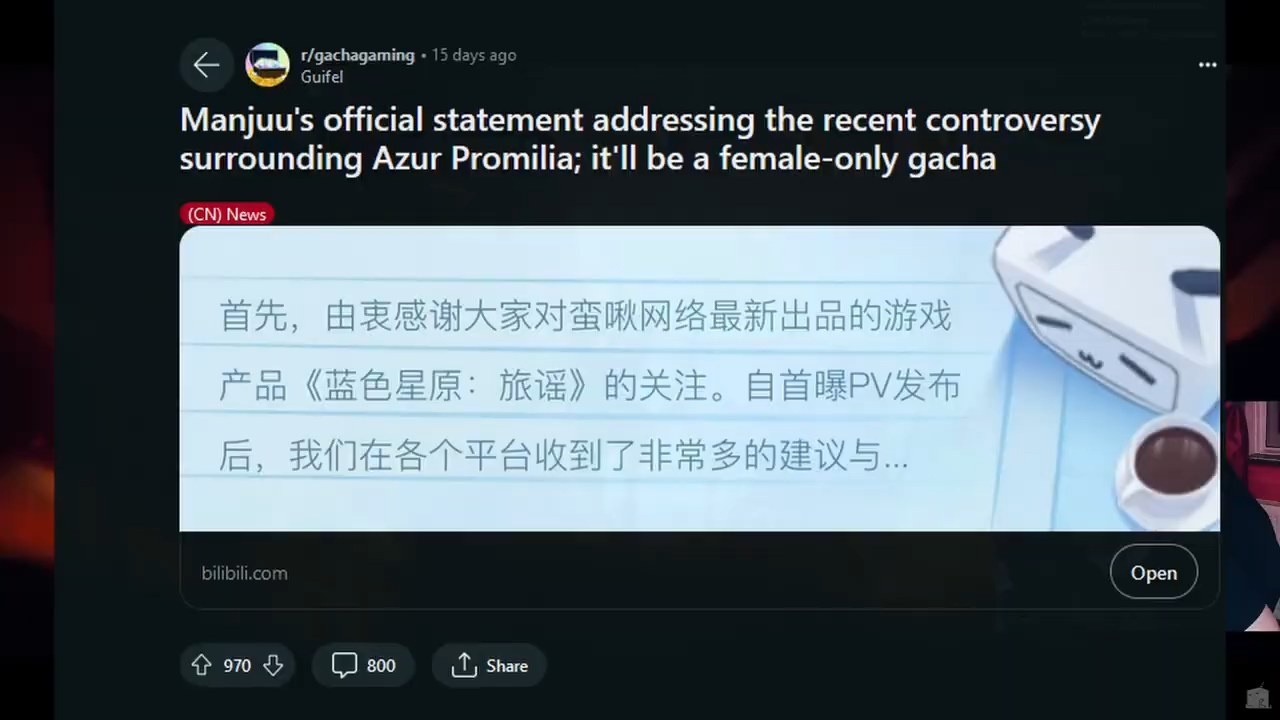 r/gachagaming • 15 days ago
Guifel
Manjuu's official statement addressing the recent controversy
surrounding Azur Promilia; it'll be a female-only gacha
(CN) News
首先，由衷感谢大家对蛮啾网络最新出品的游戏
产品《蓝色星原：旅谣》的关注。自首曝PV发布
后，我们在各个平台收到了非常多的建议与...
bilibili.com
Open
970
800
Share